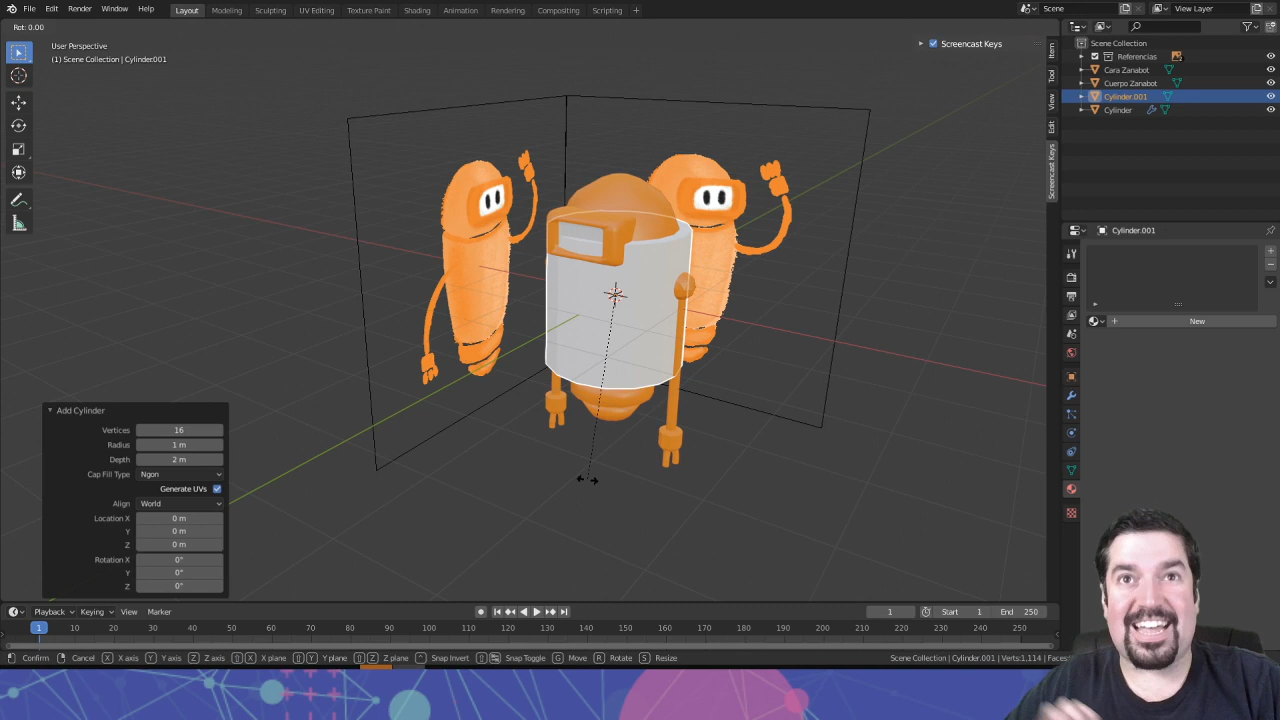 File Edit Render Window Help Layout Modeling Sculpting UV Editing Texture Paint Shading Animation Rendering Compositing Scripting + Scene View Layer
Rot: 0.00
User Perspective
(1) Scene Collection | Cylinder.001
Screencast Keys
Item
Tool
View
Edit
Screencast Keys
Scene Collection
Referencias
Cara Zanabot
Cuerpo Zanabot
Cylinder.001
Cylinder
Cylinder.001
+ New
Add Cylinder
Vertices 16
Radius 1 m
Depth 2 m
Cap Fill Type Ngon
Generate UVs
Align World
Location X 0 m
Y 0 m
Z 0 m
Rotation X 0°
Y 0°
Z 0°
Playback Keying View Marker 1 Start 1 End 250
1 10 20 30 40 50 60 70 80 90 100 110 120 130 140 150 160 170 180 190 200 210 220 230 240 250
Confirm Cancel X X axis Y Y axis Z Z axis X X plane Y Y plane Z Z plane Snap Invert Snap Toggle G Move R Rotate S Resize Scene Collection | Cylinder.001 | Verts:1,114 | Faces: